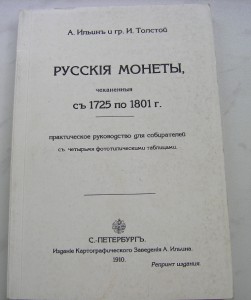 А. Ильинъ и гр. И. Толстой
РУССКІЯ МОНЕТЫ,
чеканенныя
съ 1725 по 1801 г.
практическое руководство для собирателей
съ четырьмя фототипическими таблицами.
С.-ПЕТЕРБУРГЪ.
Изданіе Картографическаго Заведенія А. Ильина.
1910.
Репринт издания